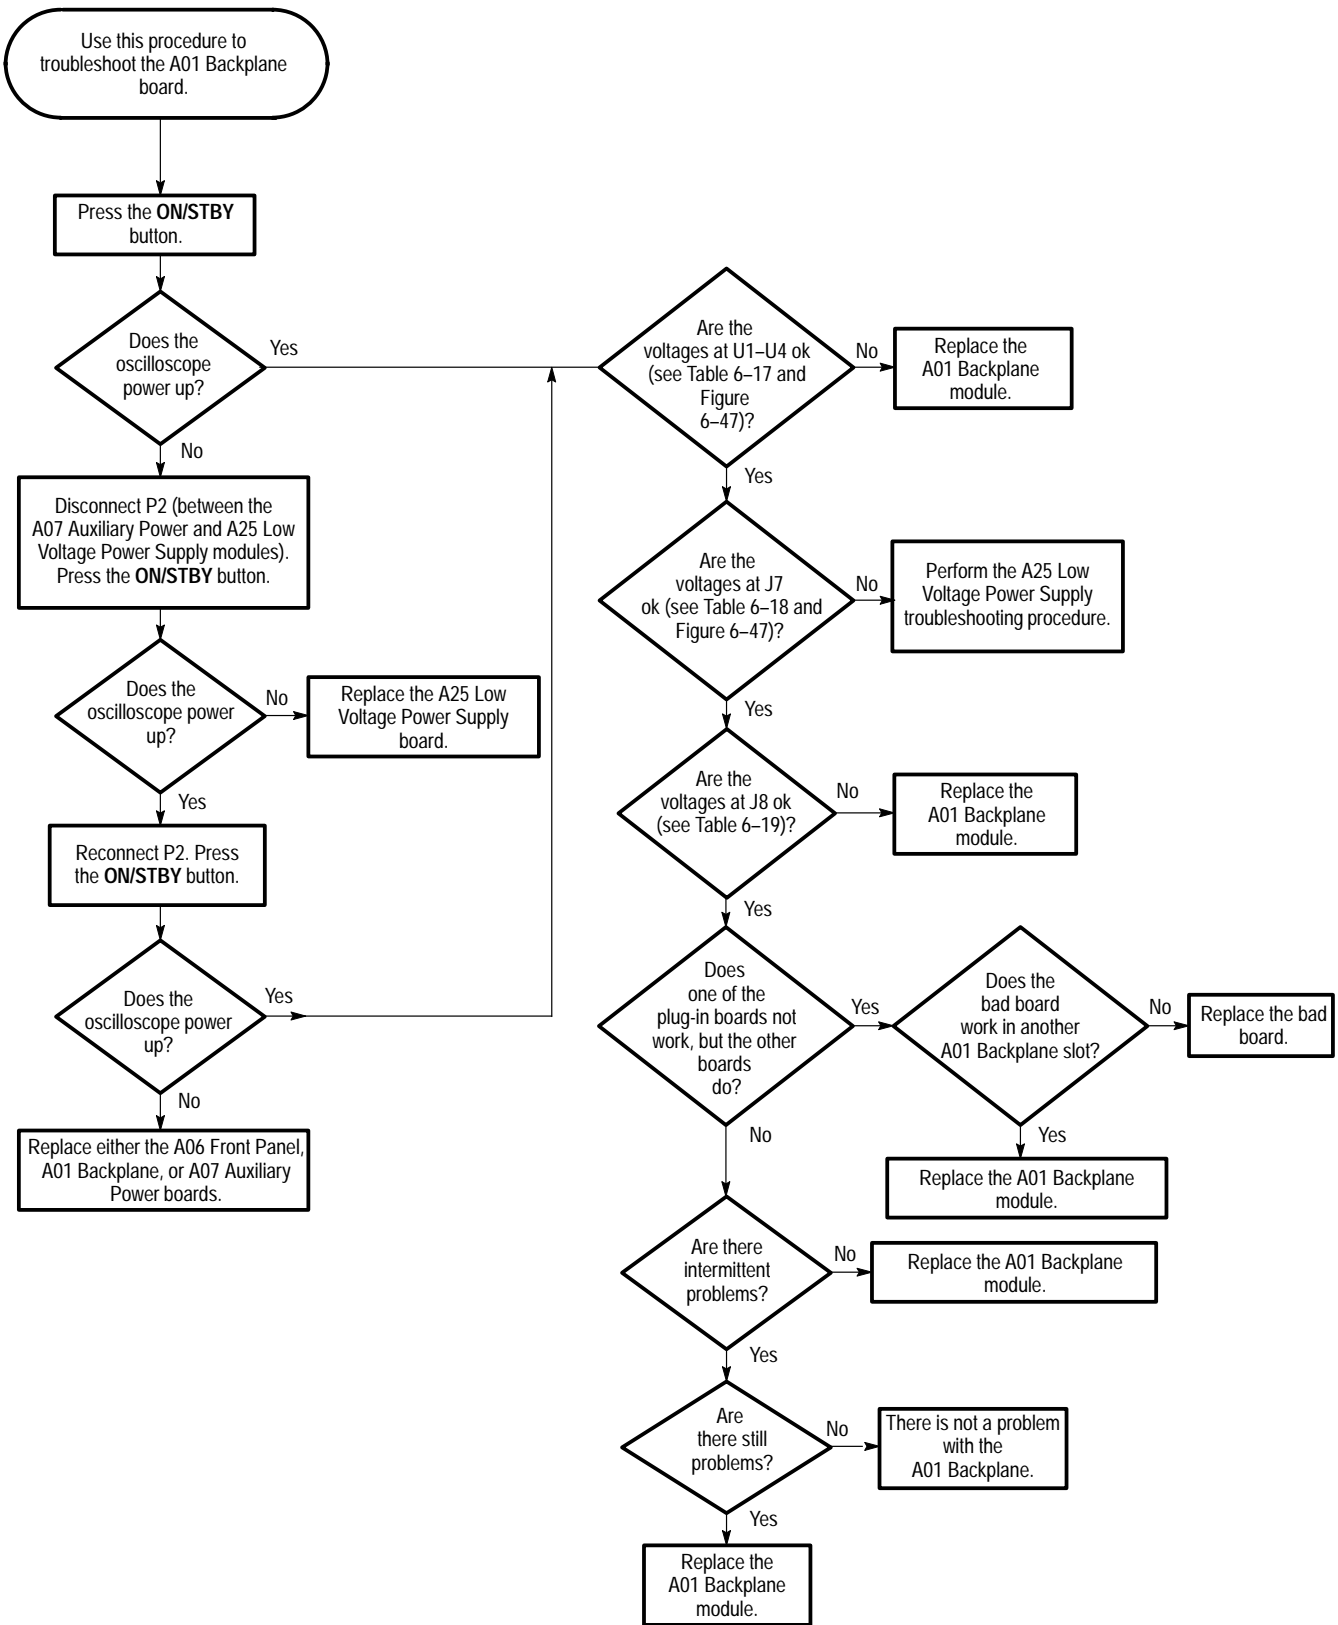 Use this procedure to
troubleshoot the A01 Backplane
board.
Press the ON/STBY
button.
Does the
oscilloscope
power up?
Yes
No
Disconnect P2 (between the
A07 Auxiliary Power and A25 Low
Voltage Power Supply modules).
Press the ON/STBY button.
Does the
oscilloscope power
up?
No
Replace the A25 Low
Voltage Power Supply
board.
Yes
Reconnect P2. Press
the ON/STBY button.
Does the
oscilloscope power
up?
Yes
No
Replace either the A06 Front Panel,
A01 Backplane, or A07 Auxiliary
Power boards.
Are the
voltages at U1–U4 ok
(see Table 6–17 and
Figure
6–47)?
No
Replace the
A01 Backplane
module.
Yes
Are the
voltages at J7
ok (see Table 6–18 and
Figure 6–47)?
No
Perform the A25 Low
Voltage Power Supply
troubleshooting procedure.
Yes
Are the
voltages at J8 ok
(see Table 6–19)?
No
Replace the
A01 Backplane
module.
Yes
Does
one of the
plug-in boards not
work, but the other
boards
do?
Yes
Does the
bad board
work in another
A01 Backplane slot?
No
Replace the bad
board.
Yes
Replace the A01 Backplane
module.
No
Are there
intermittent
problems?
No
Replace the A01 Backplane
module.
Yes
Are
there still
problems?
No
There is not a problem
with the
A01 Backplane.
Yes
Replace the
A01 Backplane
module.